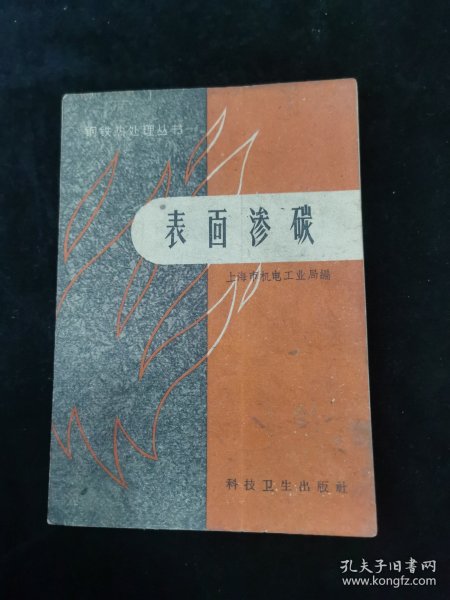 钢铁热处理丛书
表面渗碳
上海市机电工业局编
科技卫生出版社
孔夫子旧书网
www.kongfz.com